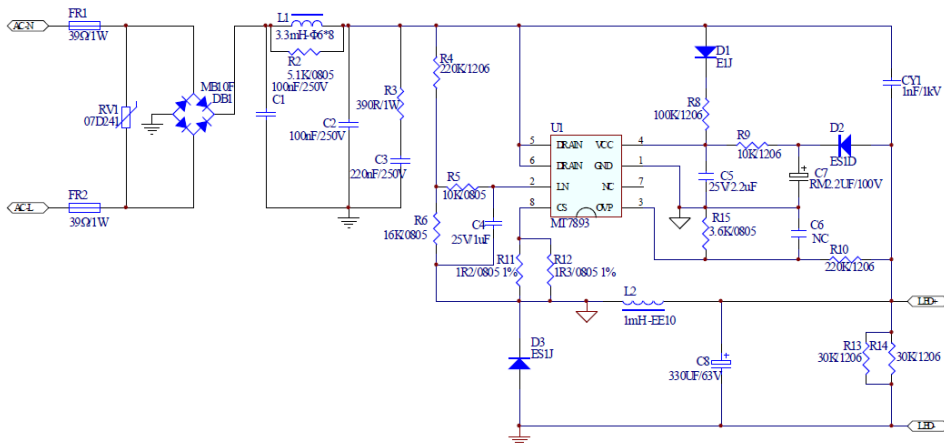 AC-N
FR1
39Ω/1W
RV1
07D241
MB10F
DB1
AC-L
FR2
39Ω/1W
L1
3.3mH-Φ6*8
R2
5.1K/0805
100nF/250V
C1
C2
100nF/250V
R3
390R/1W
C3
220nF/250V
R4
220K/1206
R5
10K/0805
R6
16K/0805
C4
25V/1uF
U1
5 DRAIN VCC 4
6 DRAIN GND 1
2 LN NC 7
8 CS OVP 3
MT7893
R11
1R2/0805 1%
R12
1R3/0805 1%
D1
E1J
R8
100K/1206
R9
10K/1206
D2
ES1D
CY1
1nF/1kV
C5
25V2.2uF
C7
RM2.2UF/100V
R15
3.6K/0805
C6
NC
R10
220K/1206
L2
1mH-EE10
D3
ES1J
C8
330UF/63V
R13
30K/1206
R14
30K/1206
LED+
LED-